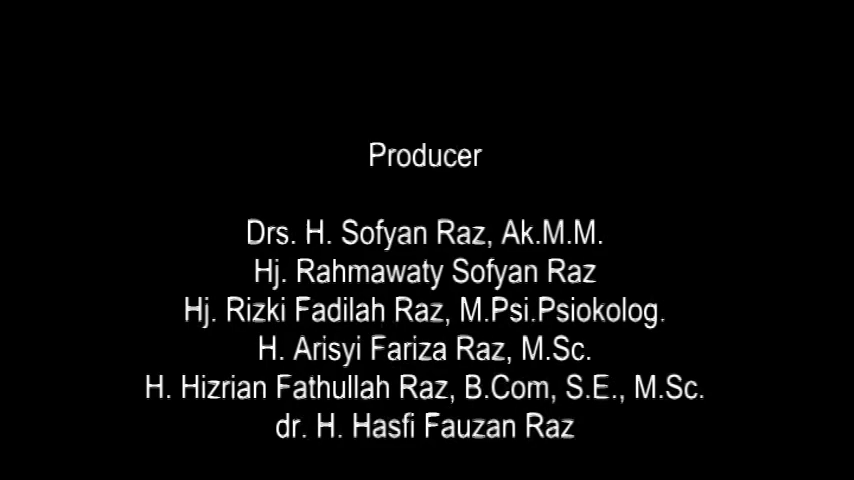 Producer
Drs. H. Sofyan Raz, Ak.M.M.
Hj. Rahmawaty Sofyan Raz
Hj. Rizki Fadilah Raz, M.Psi.Psiokolog.
H. Arisyi Fariza Raz, M.Sc.
H. Hizrian Fathullah Raz, B.Com, S.E., M.Sc.
dr. H. Hasfi Fauzan Raz